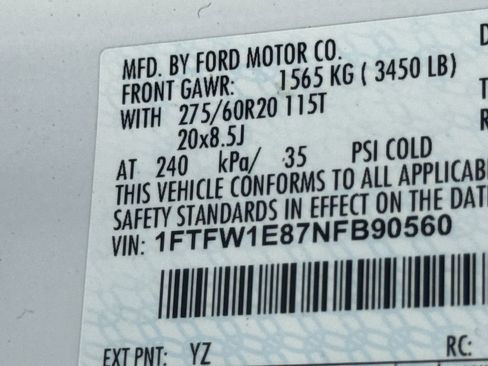 MFD. BY FORD MOTOR CO.
FRONT GAWR: 1565 KG ( 3450 LB)
WITH 275/60R20 115T
20x8.5J
AT 240 kPa/ 35 PSI COLD
THIS VEHICLE CONFORMS TO ALL APPLICAB
SAFETY STANDARDS IN EFFECT ON THE DATE
VIN: 1FTFW1E87NFB90560
EXT PNT: YZ RC: